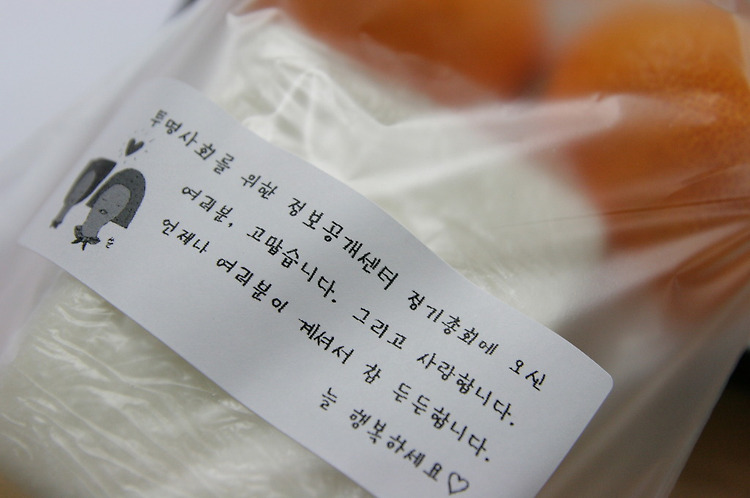 투명사회를 위한 정보공개센터 정기총회에 오신
여러분, 고맙습니다. 그리고 사랑합니다.
언제나 여러분이 계셔서 참 든든합니다.
늘 행복하세요♡